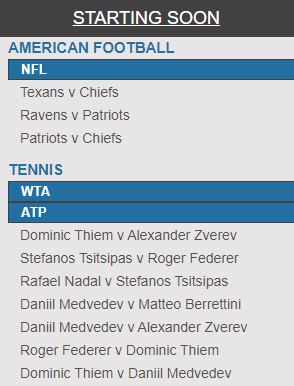 STARTING SOON
AMERICAN FOOTBALL
NFL
Texans v Chiefs
Ravens v Patriots
Patriots v Chiefs
TENNIS
WTA
ATP
Dominic Thiem v Alexander Zverev
Stefanos Tsitsipas v Roger Federer
Rafael Nadal v Stefanos Tsitsipas
Daniil Medvedev v Matteo Berrettini
Daniil Medvedev v Alexander Zverev
Roger Federer v Dominic Thiem
Dominic Thiem v Daniil Medvedev